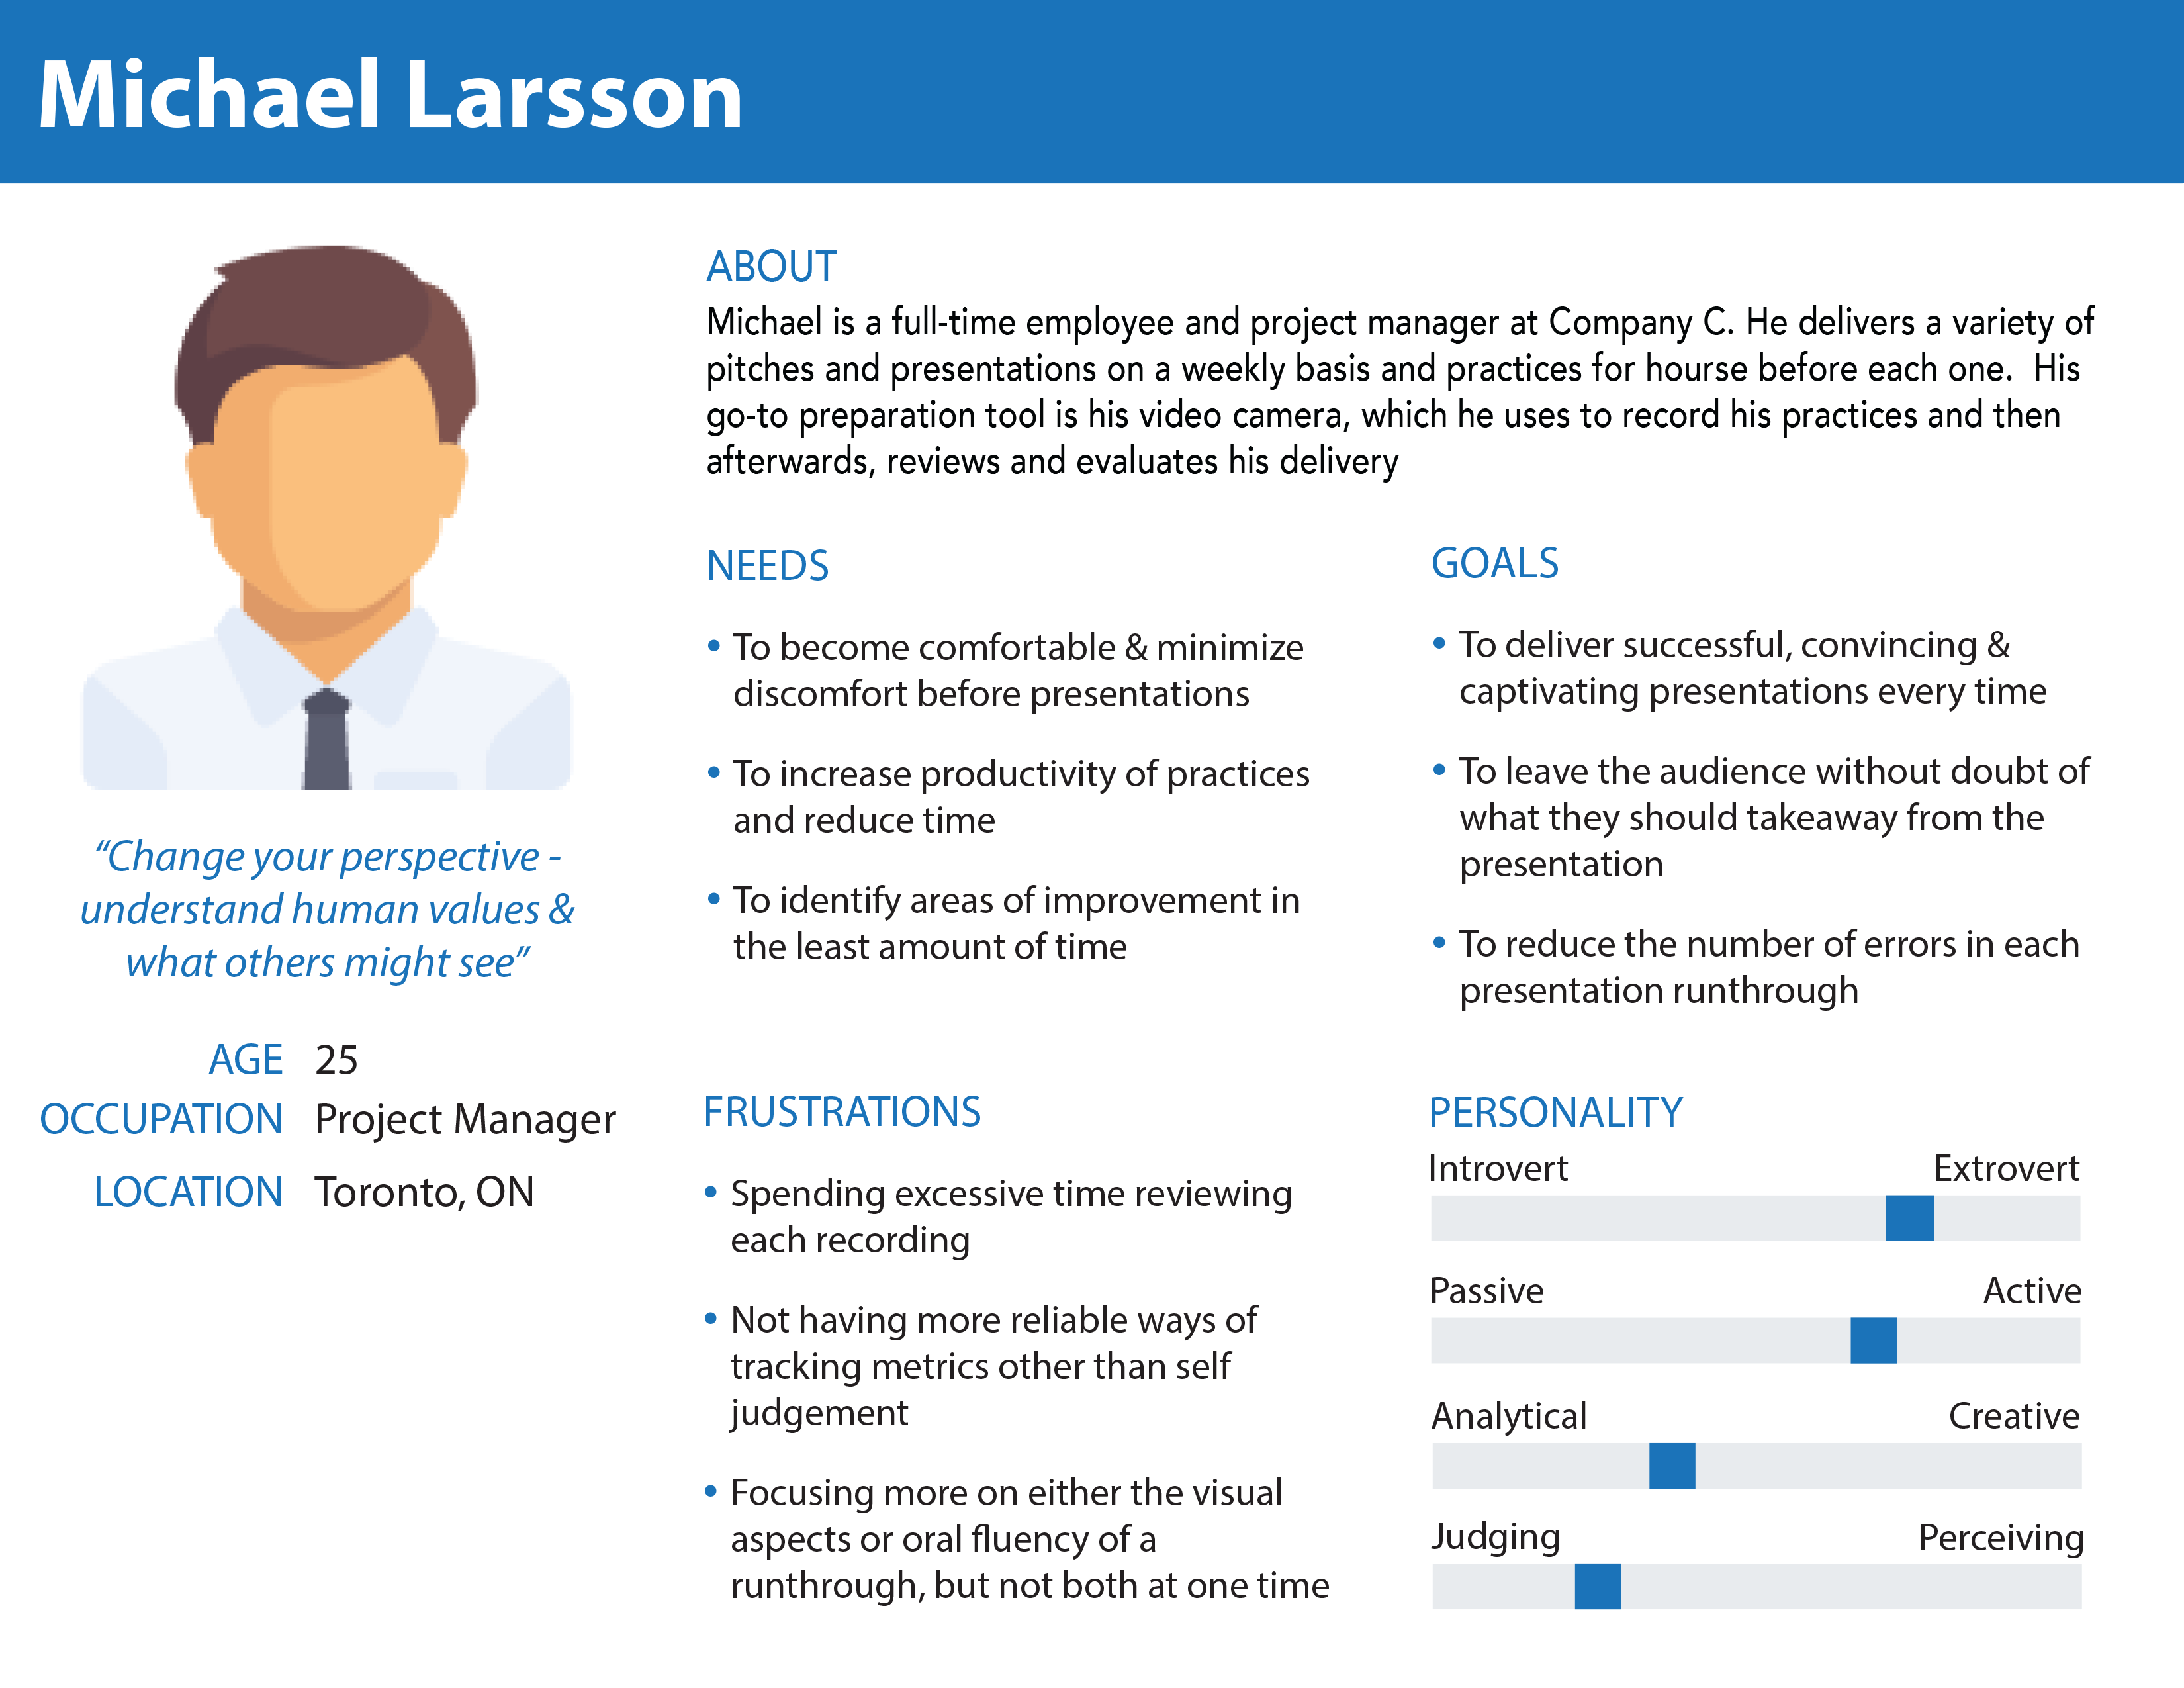 Michael Larsson
ABOUT
Michael is a full-time employee and project manager at Company C. He delivers a variety of
pitches and presentations on a weekly basis and practices for hourse before each one.  His
go-to preparation tool is his video camera, which he uses to record his practices and then
afterwards, reviews and evaluates his delivery
“Change your perspective -
understand human values &
what others might see”
AGE 25
OCCUPATION Project Manager
LOCATION Toronto, ON
NEEDS
• To become comfortable & minimize
discomfort before presentations
• To increase productivity of practices
and reduce time
• To identify areas of improvement in
the least amount of time
GOALS
• To deliver successful, convincing &
captivating presentations every time
• To leave the audience without doubt of
what they should takeaway from the
presentation
• To reduce the number of errors in each
presentation runthrough
FRUSTRATIONS
• Spending excessive time reviewing
each recording
• Not having more reliable ways of
tracking metrics other than self
judgement
• Focusing more on either the visual
aspects or oral fluency of a
runthrough, but not both at one time
PERSONALITY
Introvert Extrovert
Passive Active
Analytical Creative
Judging Perceiving